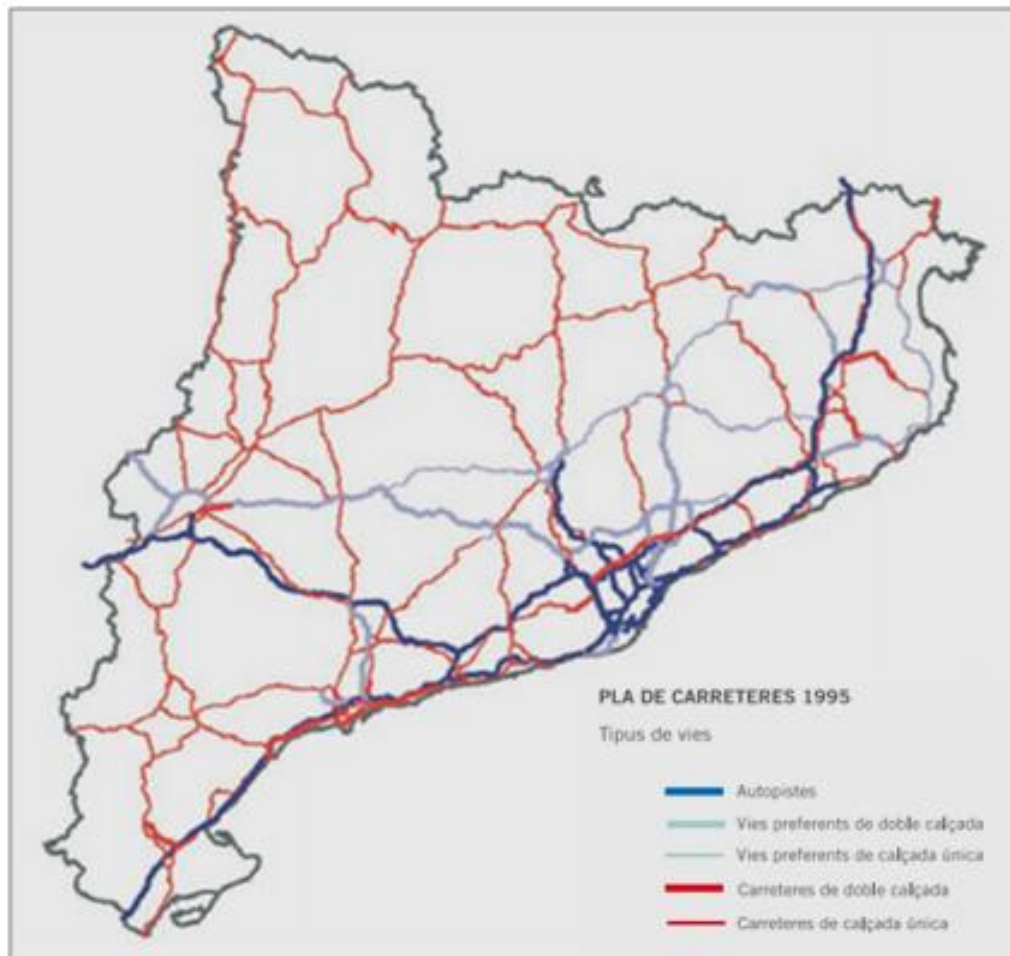 PLA DE CARRETERES 1995
Tipus de vies
Autopistes
Vies preferents de doble calçada
Vies preferents de calçada única
Carreteres de doble calçada
Carreteres de calçada única